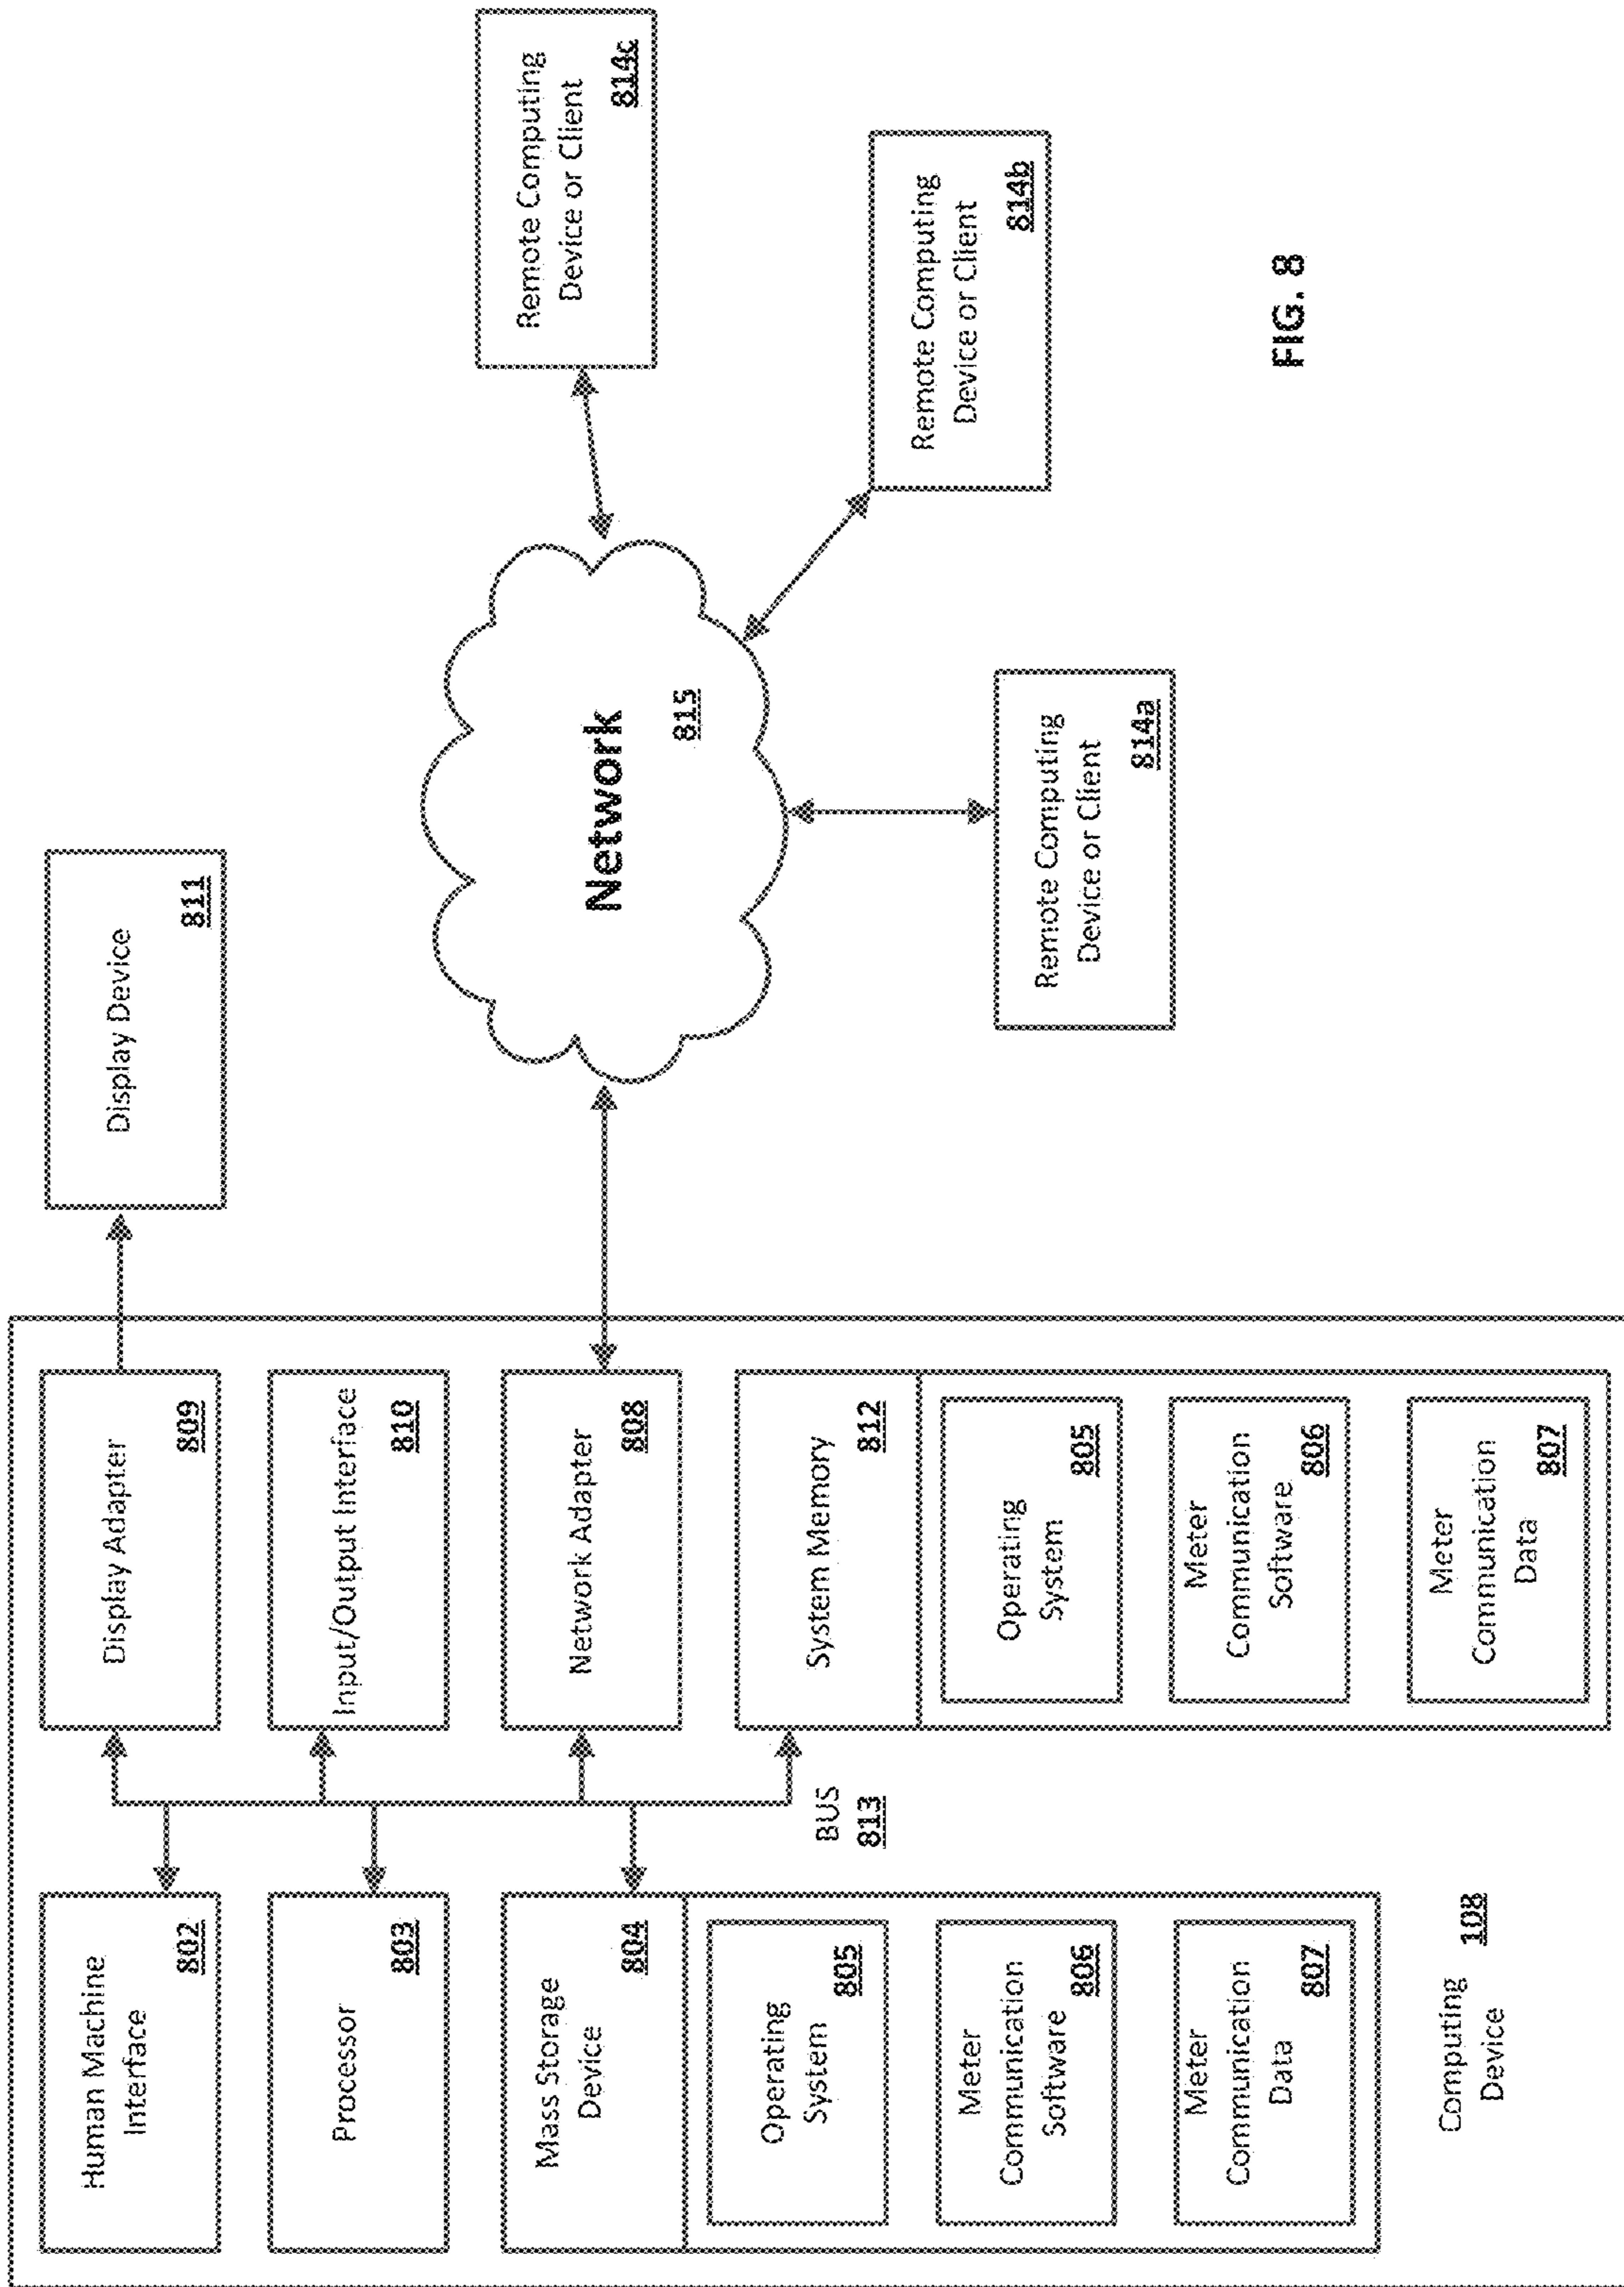 Human Machine
Interface
802
Processor
803
Mass Storage
Device
804
Operating
System
805
Meter
Communication
Software
806
Meter
Communication
Data
807
Computing
Device
108
BUS
813
Display Adapter
809
Input/Output Interface
810
Network Adapter
808
System Memory
812
Operating
System
805
Meter
Communication
Software
806
Meter
Communication
Data
807
Display Device
811
Network
815
Remote Computing
Device or Client
814a
Remote Computing
Device or Client
814b
Remote Computing
Device or Client
814c
FIG. 8